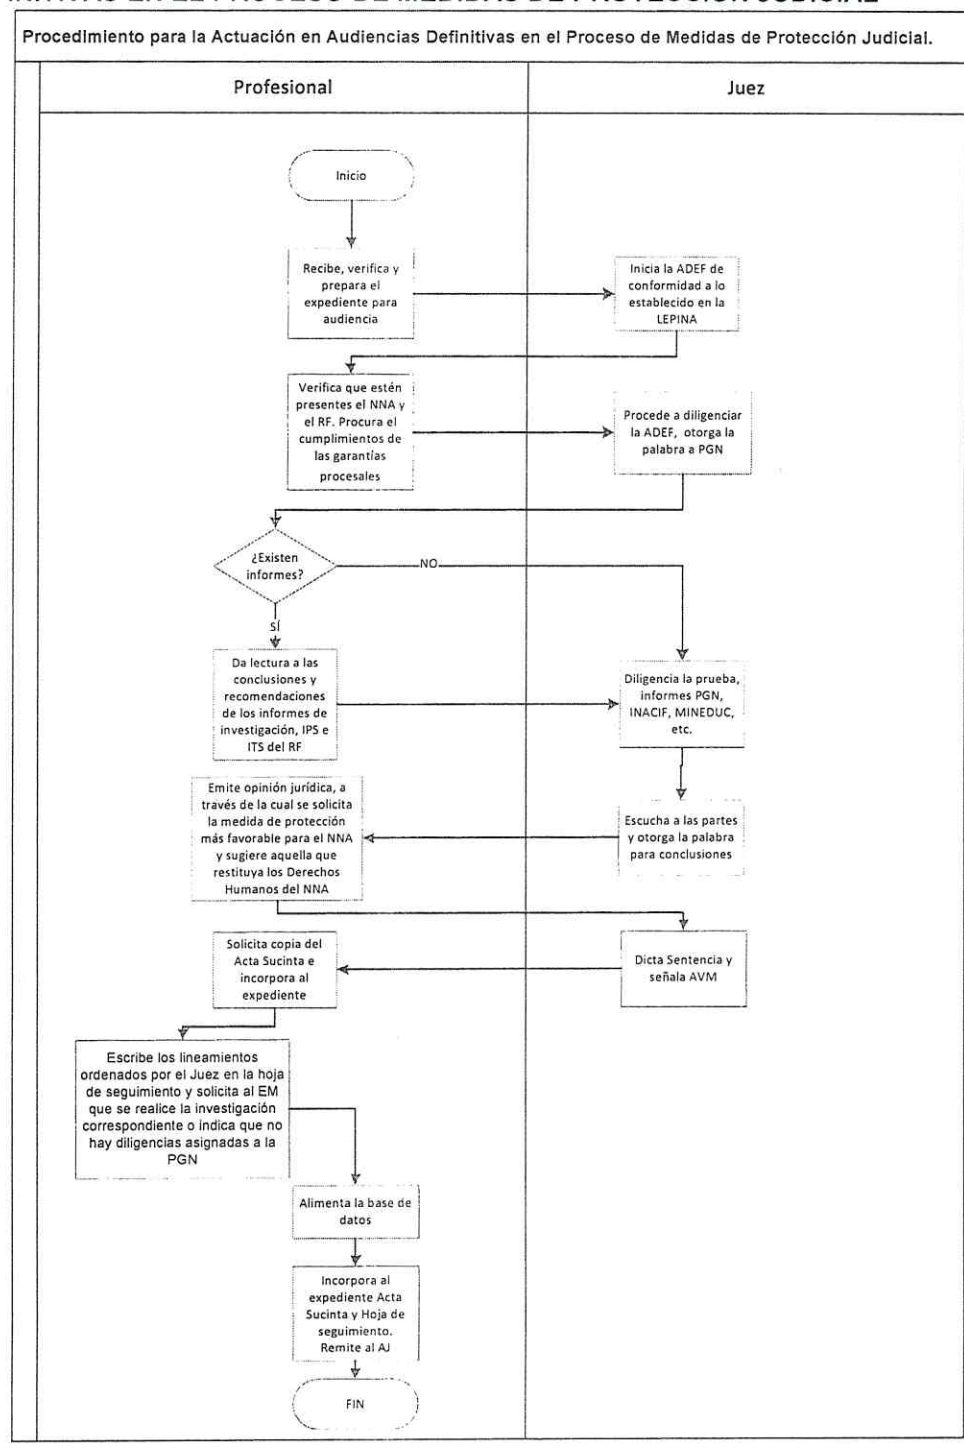 Procedimiento para la Actuación en Audiencias Definitivas en el Proceso de Medidas de Protección Judicial.
Profesional
Juez
Inicio
Recibe, verifica y
prepara el
expediente para
audiencia
Inicia la ADEF de
conformidad a lo
establecido en la
LEPINA
Verifica que estén
presentes el NNA y
el RF. Procura el
cumplimientos de
las garantías
procesales
Procede a diligenciar
la ADEF, otorga la
palabra a PGN
¿Existen
informes?
NO
SÍ
Da lectura a las
conclusiones y
recomendaciones
de los informes de
investigación, IPS e
ITS del RF
Diligencia la prueba,
informes PGN,
INACIF, MINEDUC,
etc.
Emite opinión jurídica, a
través de la cual se solicita
la medida de protección
más favorable para el NNA
y sugiere aquella que
restituya los Derechos
Humanos del NNA
Escucha a las partes
y otorga la palabra
para conclusiones
Solicita copia del
Acta Sucinta e
incorpora al
expediente
Dicta Sentencia y
señala AVM
Escribe los lineamientos
ordenados por el Juez en la hoja
de seguimiento y solicita al EM
que se realice la investigación
correspondiente o indica que no
hay diligencias asignadas a la
PGN
Alimenta la base de
datos
Incorpora al
expediente Acta
Sucinta y Hoja de
seguimiento.
Remite al AJ
FIN